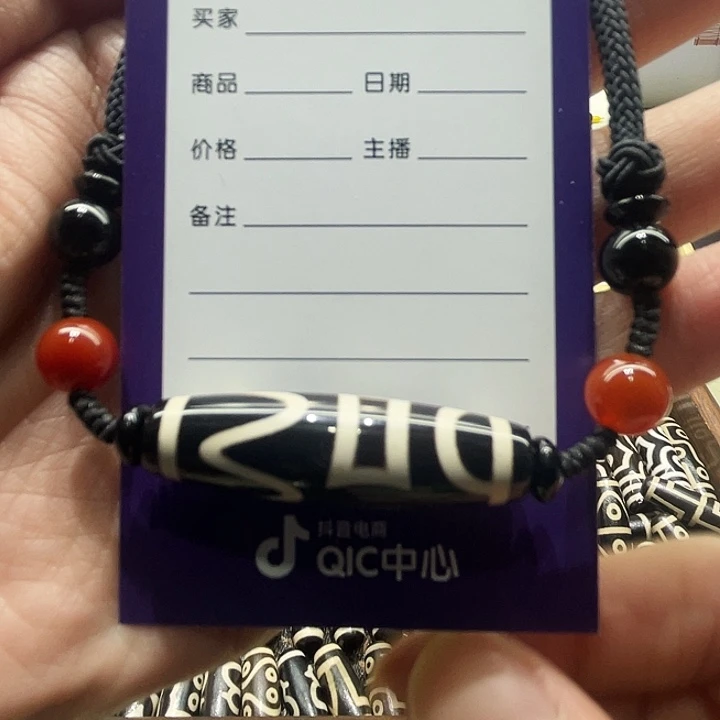 买家
商品 日期
价格 主播
备注
抖音电商
QIC中心